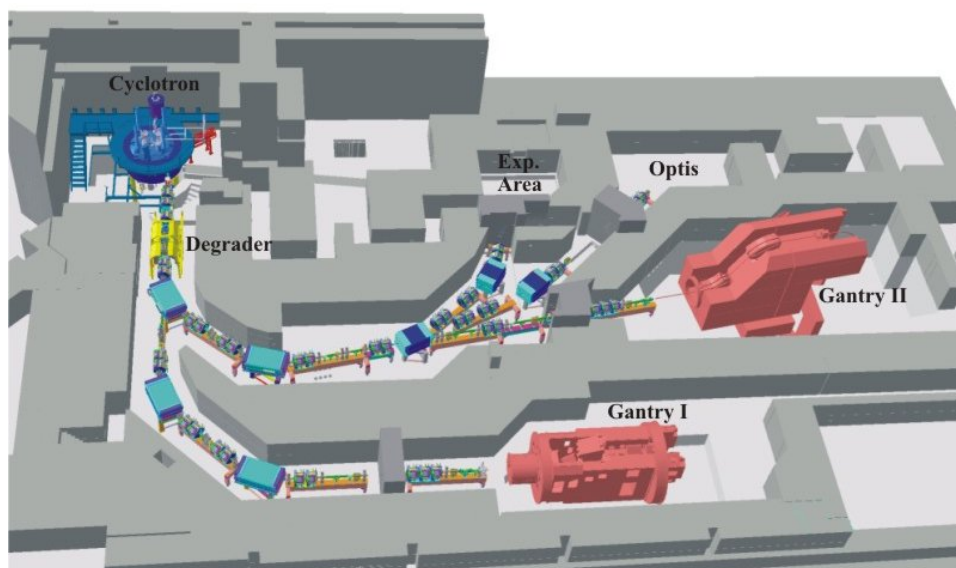 Cyclotron
Exp.
Area
Optis
Degrader
Gantry II
Gantry I